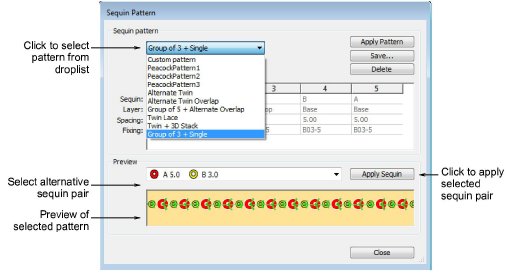 Sequin Pattern
Sequin pattern
Click to select
pattern from
droplist
Group of 3 + Single
Apply Pattern
Save...
Delete
Custom pattern
PeacockPattern1
PeacockPattern2
PeacockPattern3
Alternate Twin
Alternate Twin Overlap
Group of 5 + Alternate Overlap
Twin Lace
Twin + 3D Stack
Group of 3 + Single
3 4 5
Sequin: B A
Layer: Base Base
Spacing: 5.00 5.00
Fixing: B03-5 B03-5
Preview
A 5.0 B 3.0
Apply Sequin
Click to apply
selected
sequin pair
Select alternative
sequin pair
Preview of
selected pattern
Close